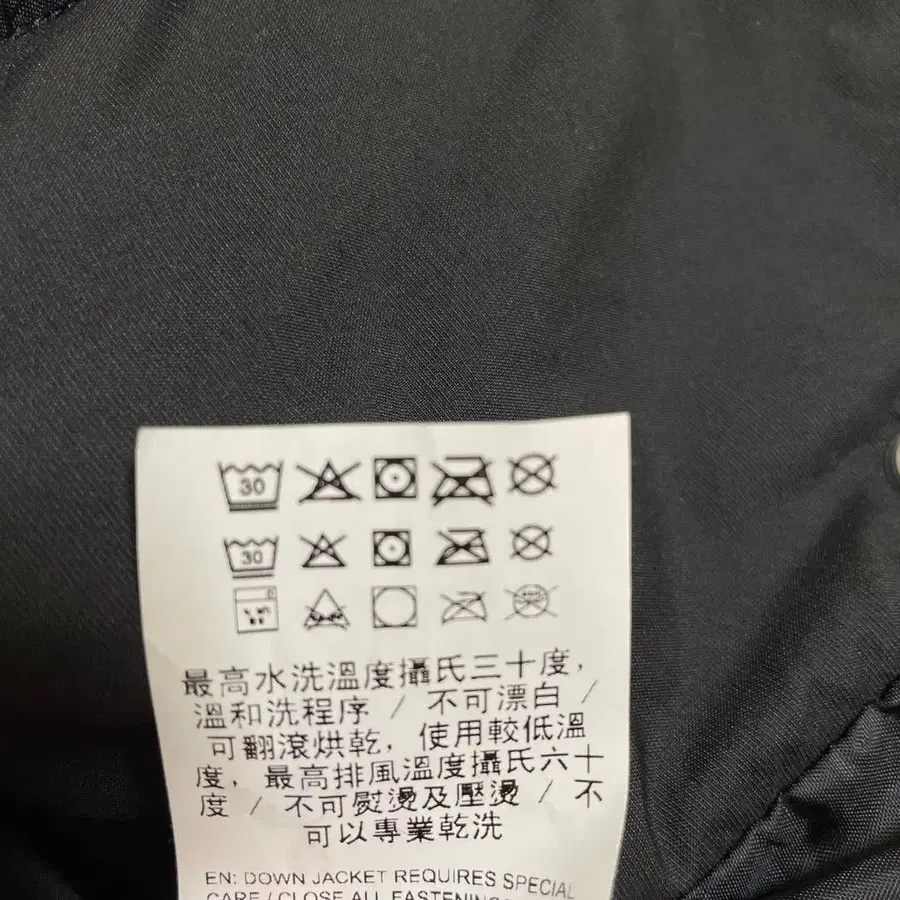 30
30
最高水洗溫度攝氏三十度,
溫和洗程序 / 不可漂白 /
可翻滾烘乾, 使用較低溫
度, 最高排風溫度攝氏六十
度 / 不可熨燙及壓燙 / 不
可以專業乾洗
EN: DOWN JACKET REQUIRES SPECIAL
CARE / CLOSE ALL FASTENINGS